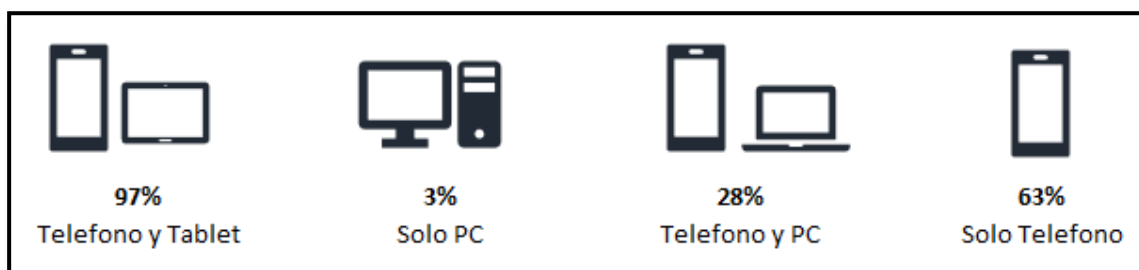 97%
Telefono y Tablet
3%
Solo PC
28%
Telefono y PC
63%
Solo Telefono